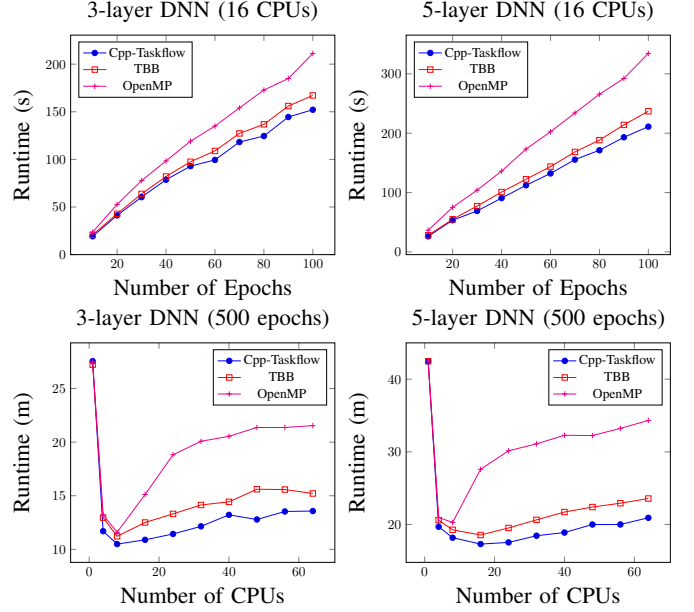 3-layer DNN (16 CPUs)
Cpp-Taskflow
TBB
OpenMP
Runtime (s)
200
150
100
50
0
20 40 60 80 100
Number of Epochs
5-layer DNN (16 CPUs)
Cpp-Taskflow
TBB
OpenMP
Runtime (s)
300
200
100
0
20 40 60 80 100
Number of Epochs
3-layer DNN (500 epochs)
Cpp-Taskflow
TBB
OpenMP
Runtime (m)
25
20
15
10
0 20 40 60
Number of CPUs
5-layer DNN (500 epochs)
Cpp-Taskflow
TBB
OpenMP
Runtime (m)
40
30
20
0 20 40 60
Number of CPUs